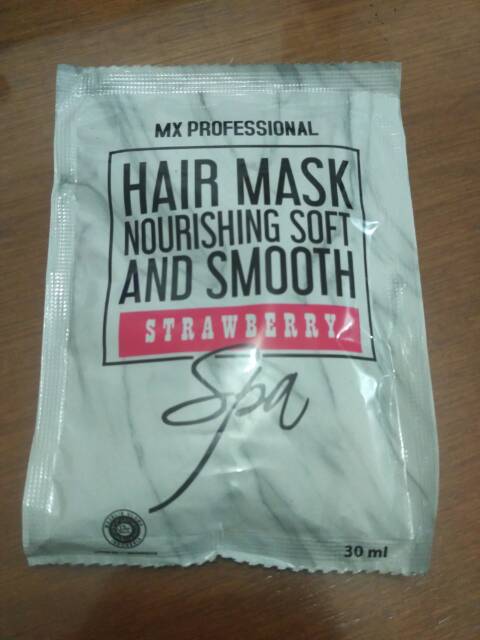 MX PROFESSIONAL
HAIR MASK
NOURISHING SOFT
AND SMOOTH
STRAWBERRY
Spa
30 ml